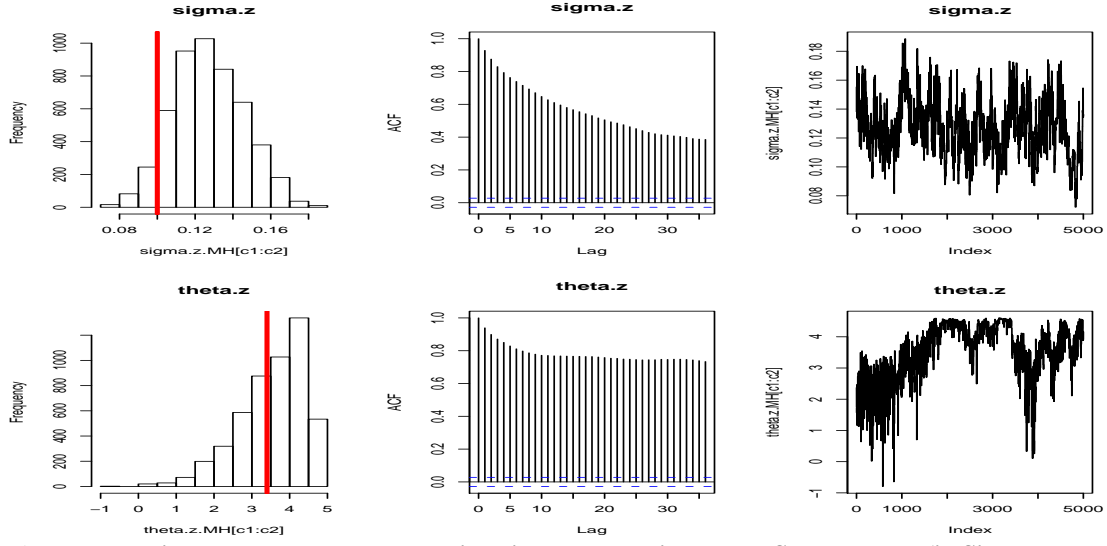 sigma.z
Frequency
0 200 400 600 800 1000
0.08 0.12 0.16
sigma.z.MH[c1:c2]
sigma.z
ACF
0.0 0.2 0.4 0.6 0.8 1.0
0 5 10 20 30
Lag
sigma.z
sigma.z.MH[c1:c2]
0.08 0.10 0.12 0.14 0.16 0.18
0 1000 3000 5000
Index
theta.z
Frequency
0 200 400 600 800 1000
−1 0 1 2 3 4 5
theta.z.MH[c1:c2]
theta.z
ACF
0.0 0.2 0.4 0.6 0.8 1.0
0 5 10 20 30
Lag
theta.z
theta.z.MH[c1:c2]
−1 0 1 2 3 4
0 1000 3000 5000
Index